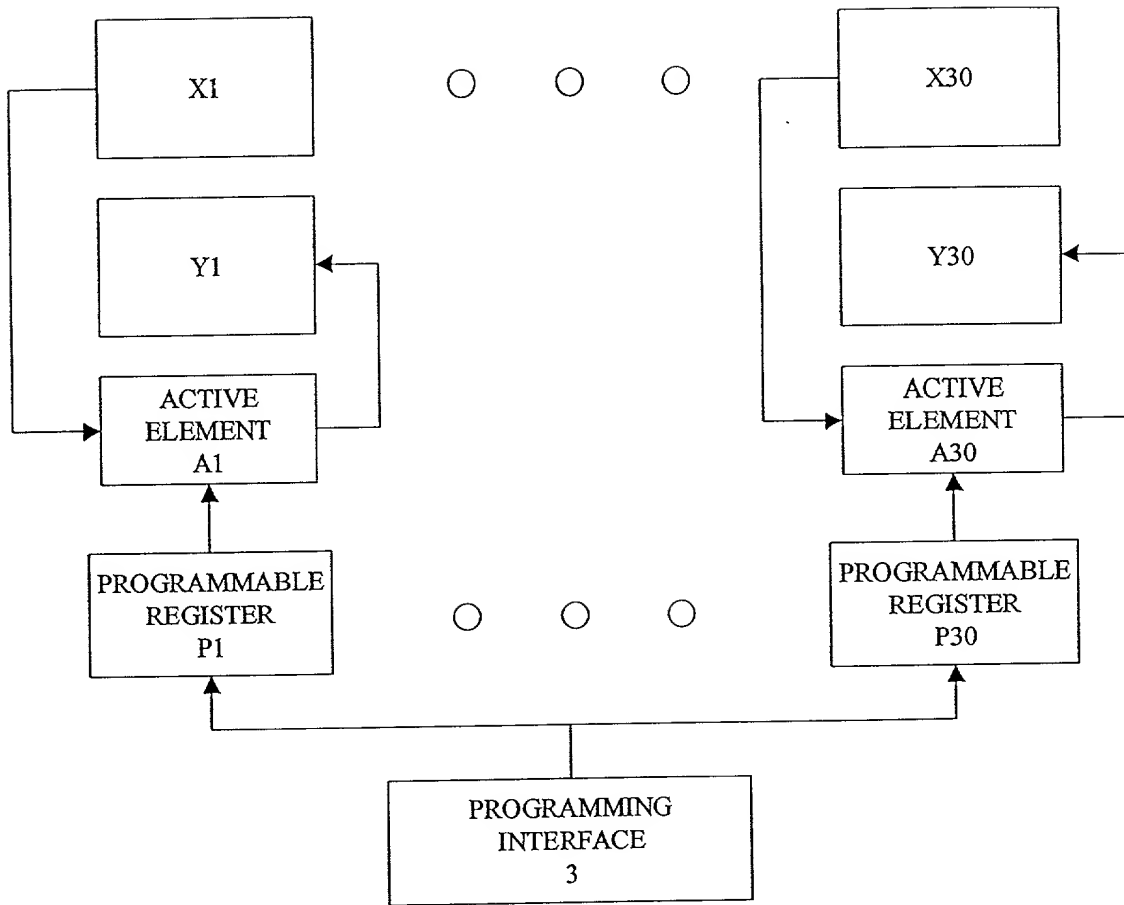 X1
X30
Y1
Y30
ACTIVE
ELEMENT
A1
ACTIVE
ELEMENT
A30
PROGRAMMABLE
REGISTER
P1
PROGRAMMABLE
REGISTER
P30
PROGRAMMING
INTERFACE
3